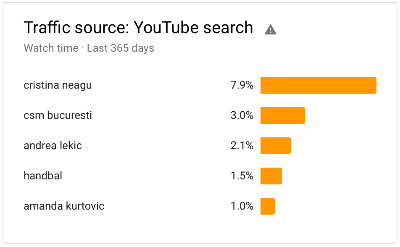 Traffic source: YouTube search
Watch time · Last 365 days
cristina neagu 7.9%
csm bucuresti 3.0%
andrea lekic 2.1%
handbal 1.5%
amanda kurtovic 1.0%